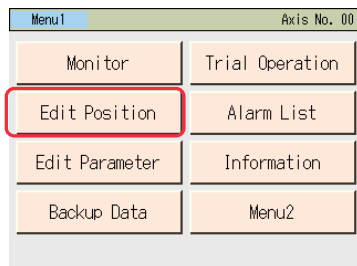 Menu1 Axis No. 00
Monitor Trial Operation
Edit Position Alarm List
Edit Parameter Information
Backup Data Menu2